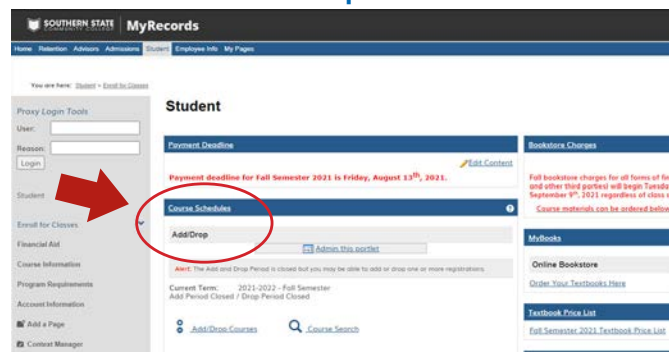 SOUTHERN STATE
COMMUNITY COLLEGE
MyRecords
Home Retention Advisors Admissions Student Employee Info My Pages
You are here: Student > Enroll for Classes
Proxy Login Tools
User:
Reason:
Login
Student
Enroll for Classes
Financial Aid
Course Information
Program Requirements
Account Information
Add a Page
Context Manager
Student
Payment Deadline
Edit Content
Payment deadline for Fall Semester 2021 is Friday, August 13th, 2021.
Course Schedules
Add/Drop
Admin this portlet
Alert: The Add and Drop Period is closed but you may be able to add or drop one or more registrations.
Current Term: 2021-2022 - Fall Semester
Add Period Closed / Drop Period Closed
Add/Drop Courses
Course Search
Bookstore Charges
Fall bookstore charges for all forms of fin
and other third parties) will begin Tuesda
September 9th, 2021 regardless of class
Course materials can be ordered below
MyBooks
Online Bookstore
Order Your Textbooks Here
Textbook Price List
Fall Semester 2021 Textbook Price List